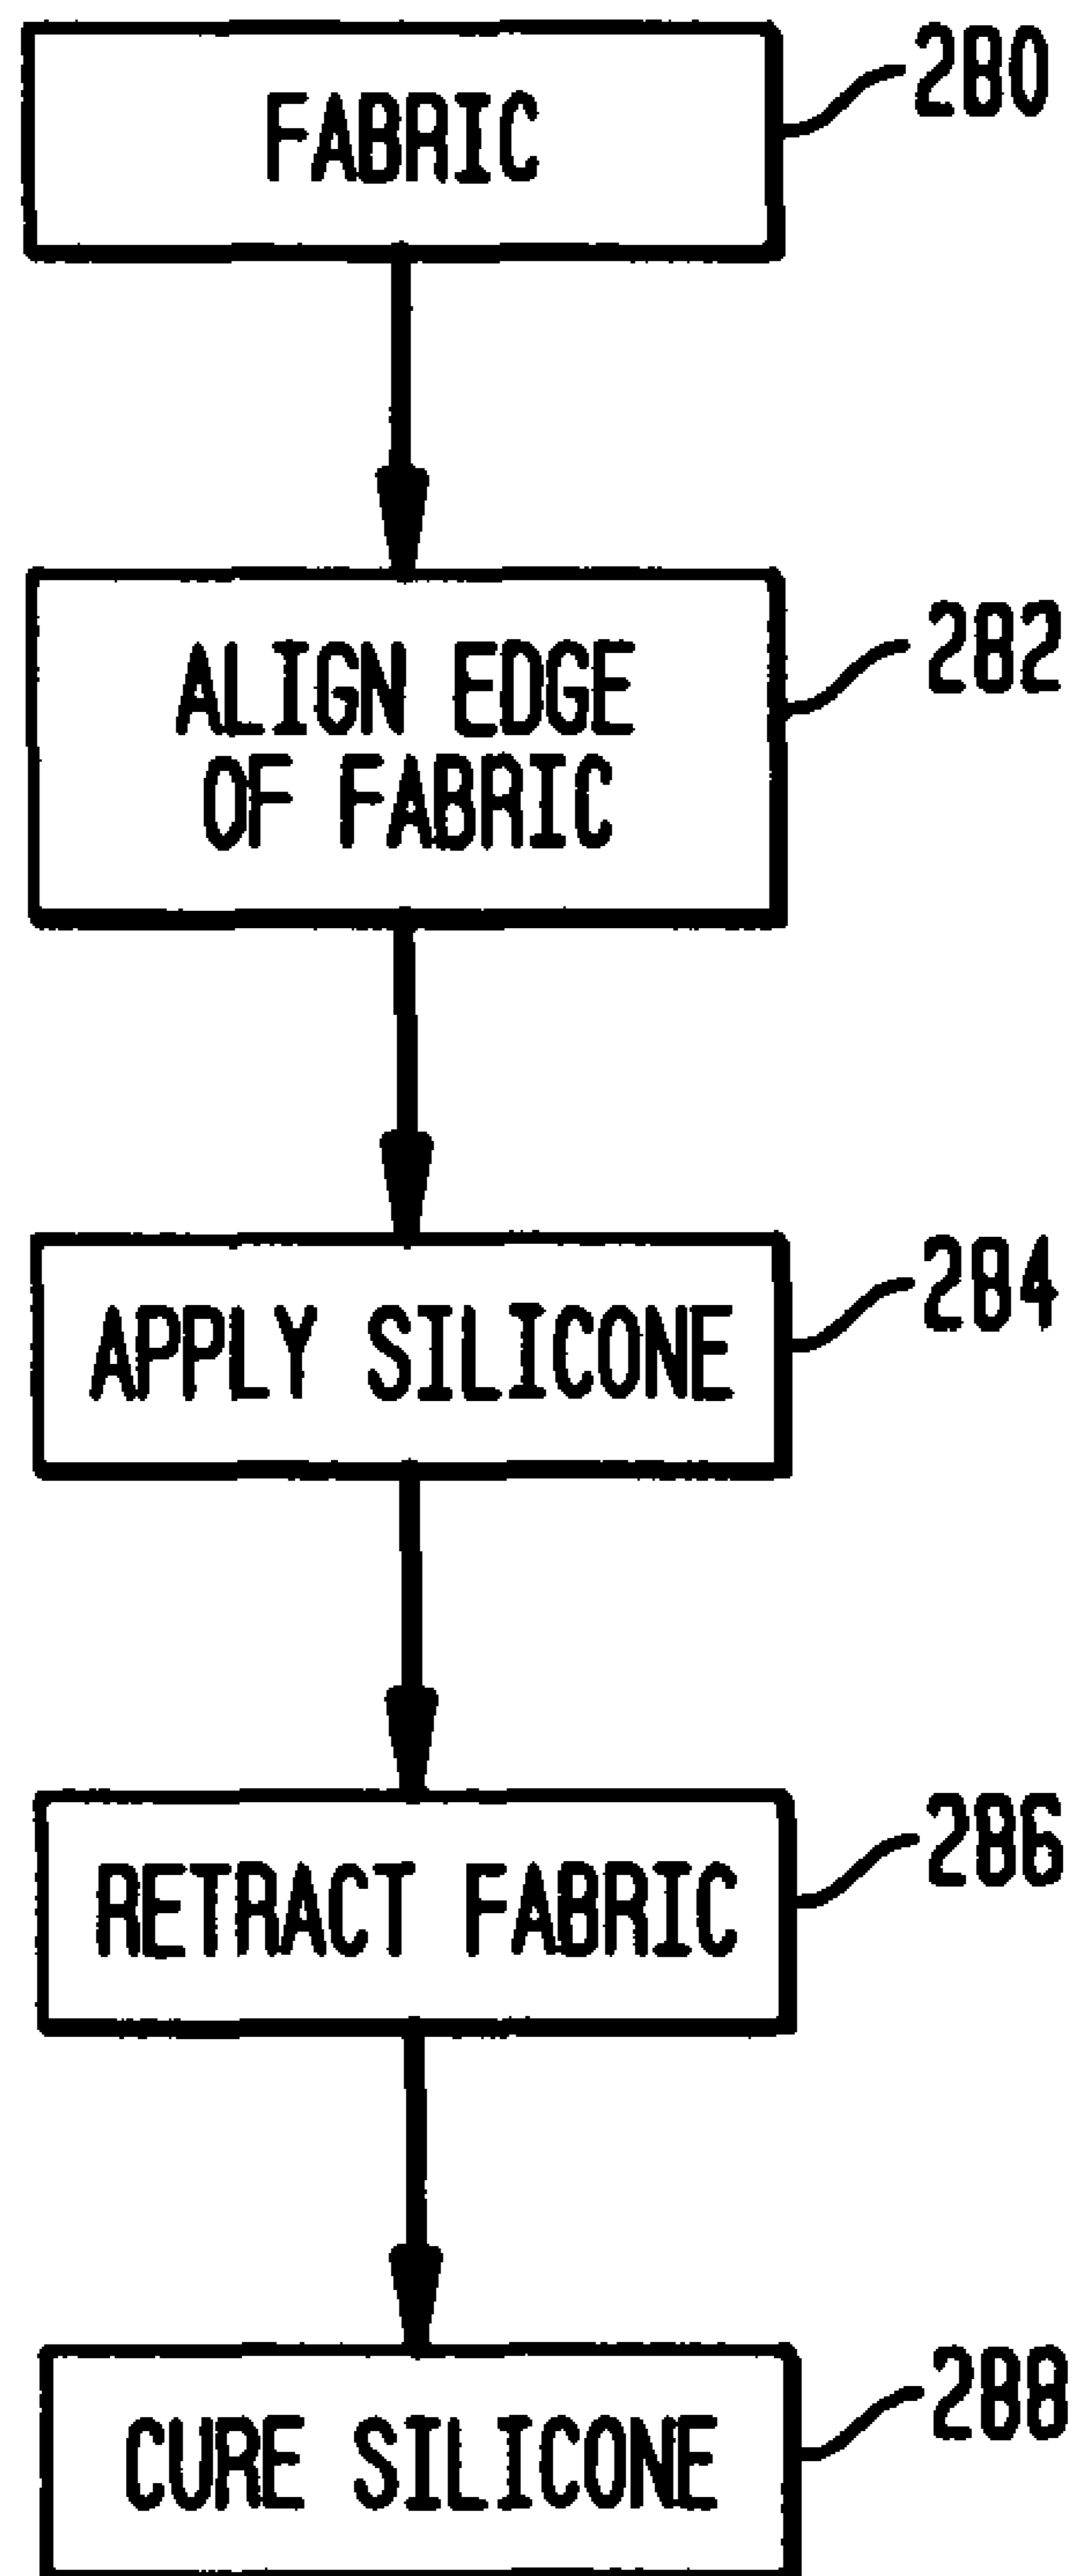 FABRIC
280
ALIGN EDGE
OF FABRIC
282
APPLY SILICONE
284
RETRACT FABRIC
286
CURE SILICONE
288